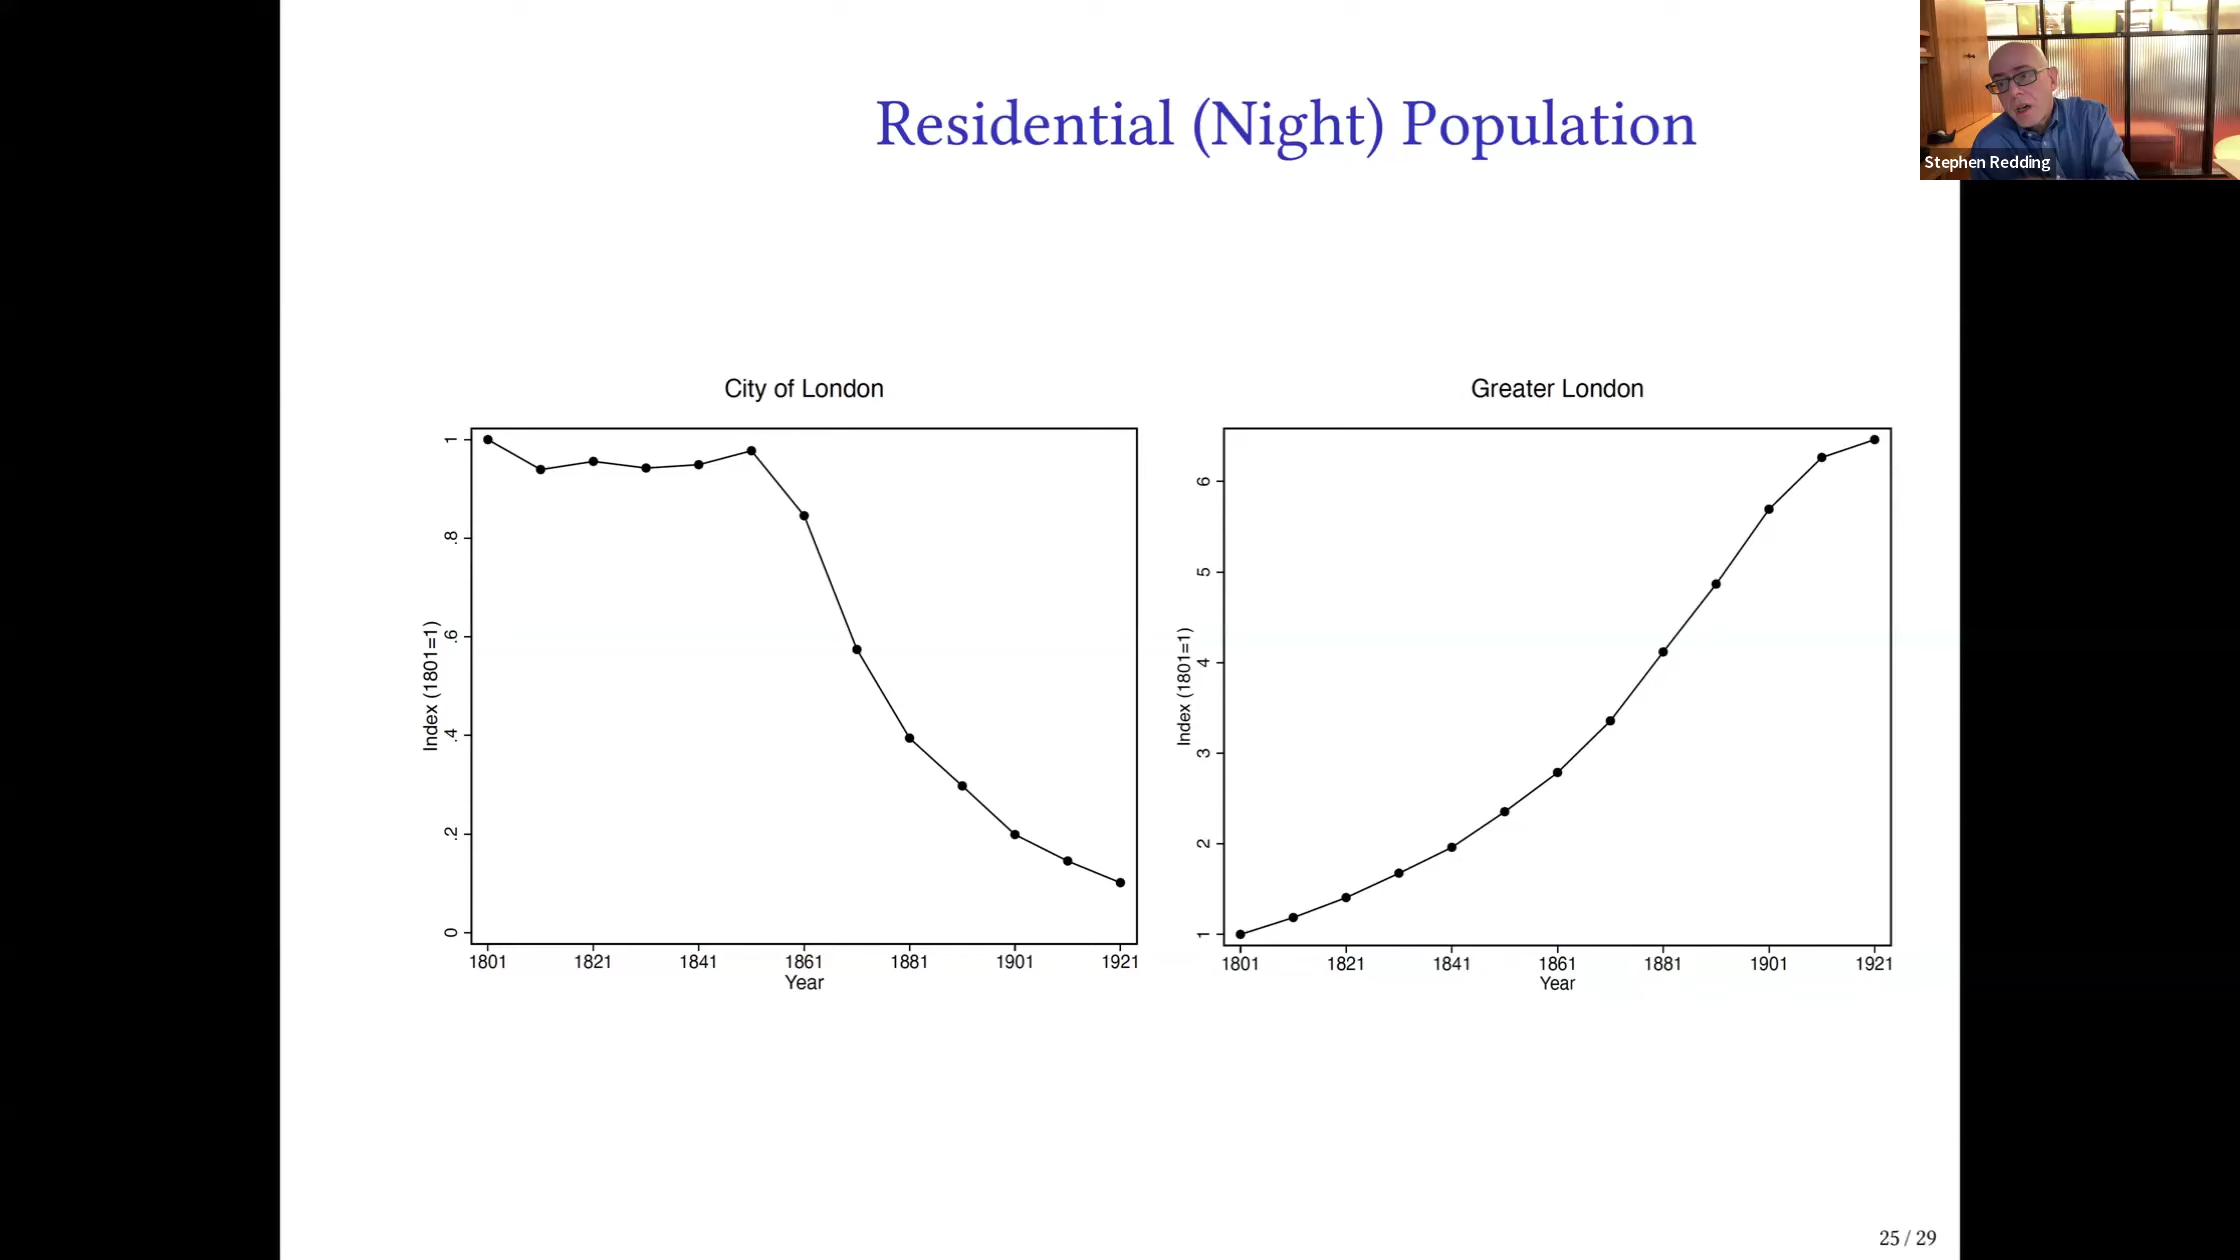 Residential (Night) Population
Stephen Redding
City of London
Index (1801=1)
1
.8
.6
.4
.2
0
1801 1821 1841 1861 1881 1901 1921
Year
Greater London
Index (1801=1)
6
5
4
3
2
1
1801 1821 1841 1861 1881 1901 1921
Year
25 / 29